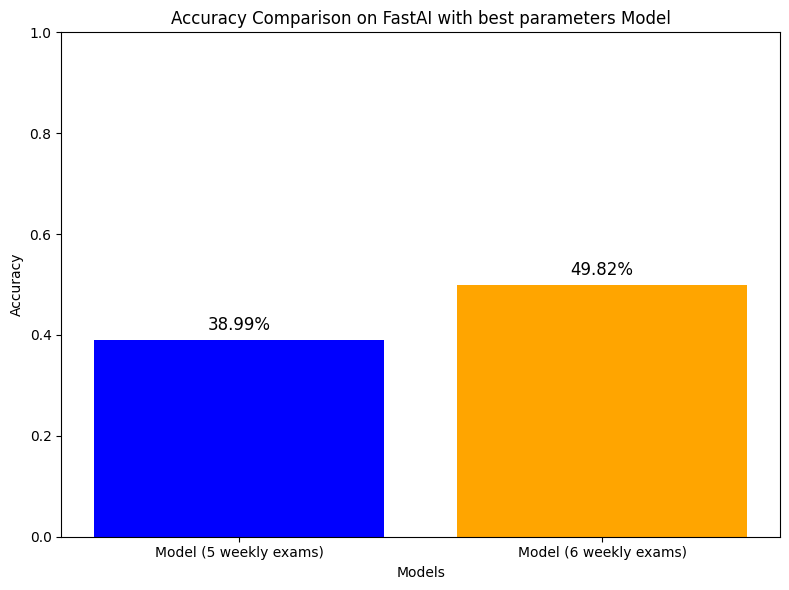 Accuracy Comparison on FastAI with best parameters Model
1.0
0.8
0.6
0.4
0.2
0.0
Accuracy
38.99%
49.82%
Model (5 weekly exams)
Model (6 weekly exams)
Models